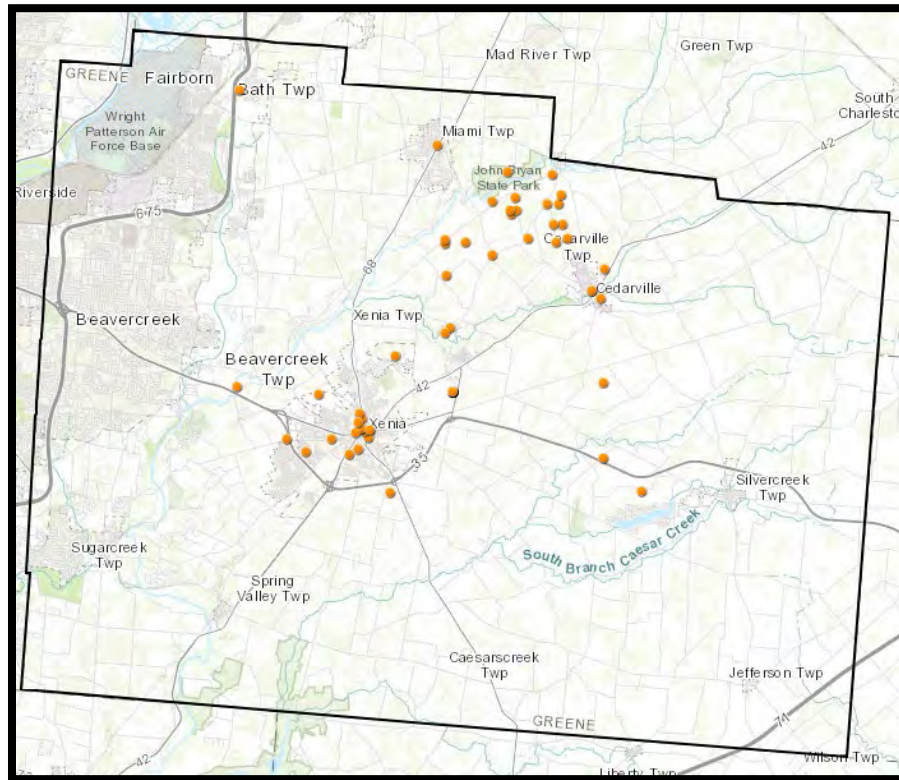 Mad River Twp
Green Twp
GREENE
Fairborn
Bath Twp
South
Charlesto
Wright
Patterson Air
Force Base
Miami Twp
42
John Bryan
State Park
Riverside
675
68
Cedarville
Twp
Cedarville
Beavercreek
Xenia Twp
Beavercreek
Twp
42
Xenia
35
Silvercreek
Twp
South Branch Caesar Creek
Sugarcreek
Twp
Spring
Valley Twp
Caesarscreek
Twp
Jefferson Twp
GREENE
71
42
Wilson Twp
Liberty Twp